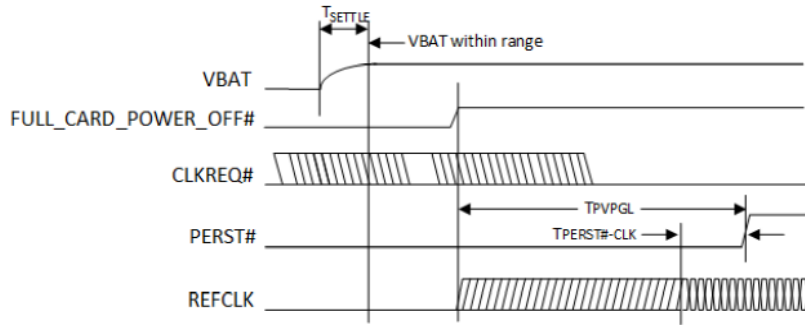 TSETTLE
VBAT within range
VBAT
FULL_CARD_POWER_OFF#
CLKREQ#
TPVPGL
PERST#
TPERST#-CLK
REFCLK